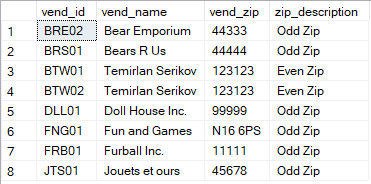 vend_id vend_name vend_zip zip_description
1 BRE02 Bear Emporium 44333 Odd Zip
2 BRS01 Bears R Us 44444 Odd Zip
3 BTW01 Temirlan Serikov 123123 Even Zip
4 BTW02 Temirlan Serikov 123123 Even Zip
5 DLL01 Doll House Inc. 99999 Odd Zip
6 FNG01 Fun and Games N16 6PS Odd Zip
7 FRB01 Furball Inc. 11111 Odd Zip
8 JTS01 Jouets et ours 45678 Odd Zip